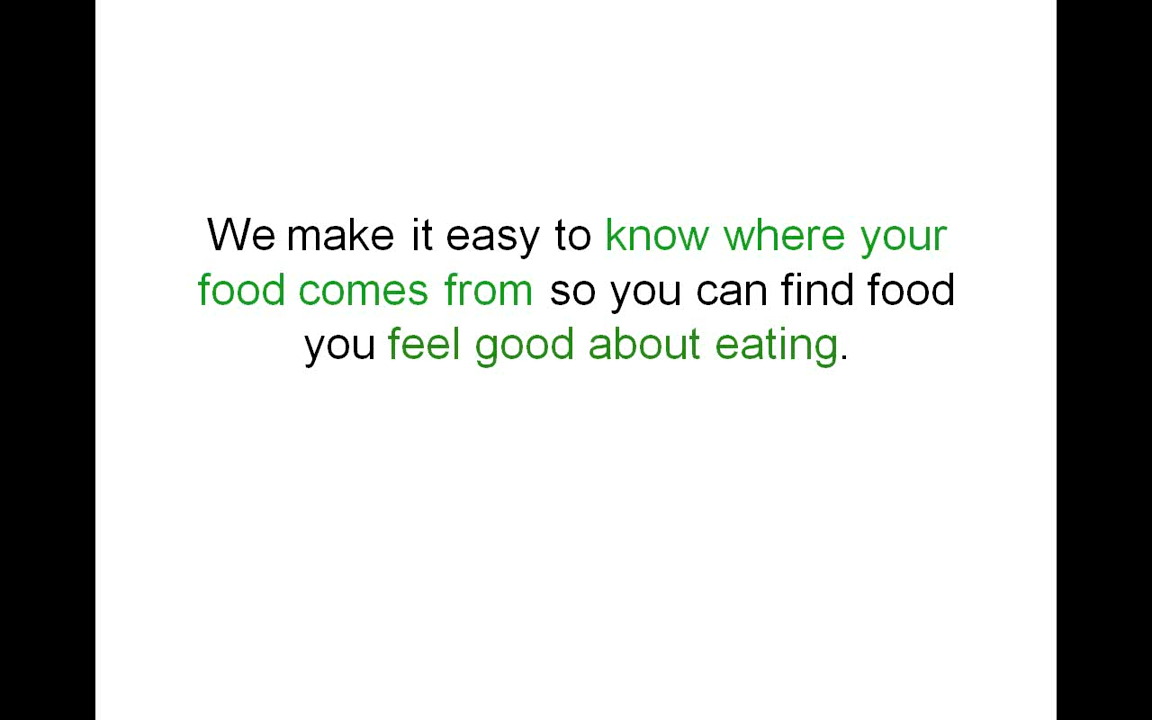 We make it easy to know where your
food comes from so you can find food
you feel good about eating.